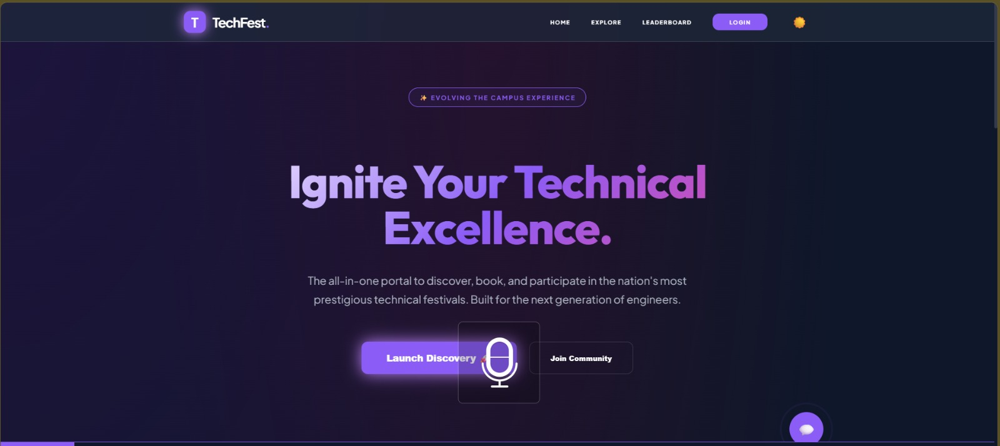 T TechFest.
HOME EXPLORE LEADERBOARD LOGIN
EVOLVING THE CAMPUS EXPERIENCE
Ignite Your Technical
Excellence.
The all-in-one portal to discover, book, and participate in the nation's most
prestigious technical festivals. Built for the next generation of engineers.
Launch Discovery
Join Community